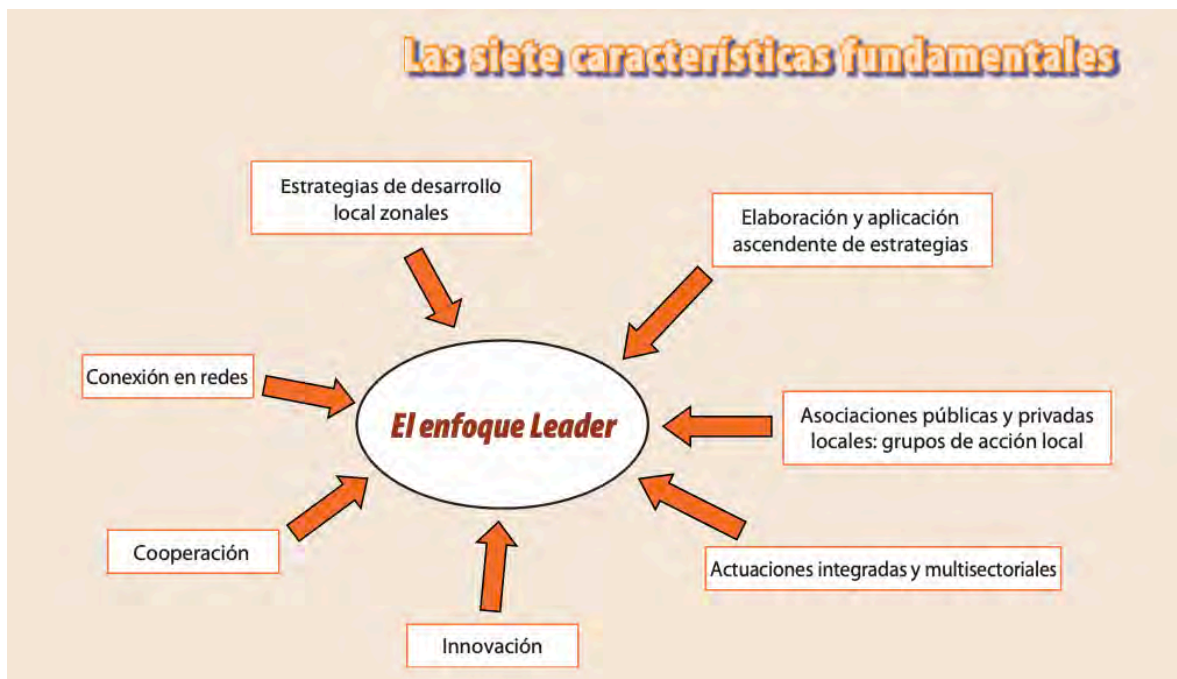 Las siete características fundamentales
Estrategias de desarrollo
local zonales
Elaboración y aplicación
ascendente de estrategias
Conexión en redes
El enfoque Leader
Asociaciones públicas y privadas
locales: grupos de acción local
Cooperación
Actuaciones integradas y multisectoriales
Innovación